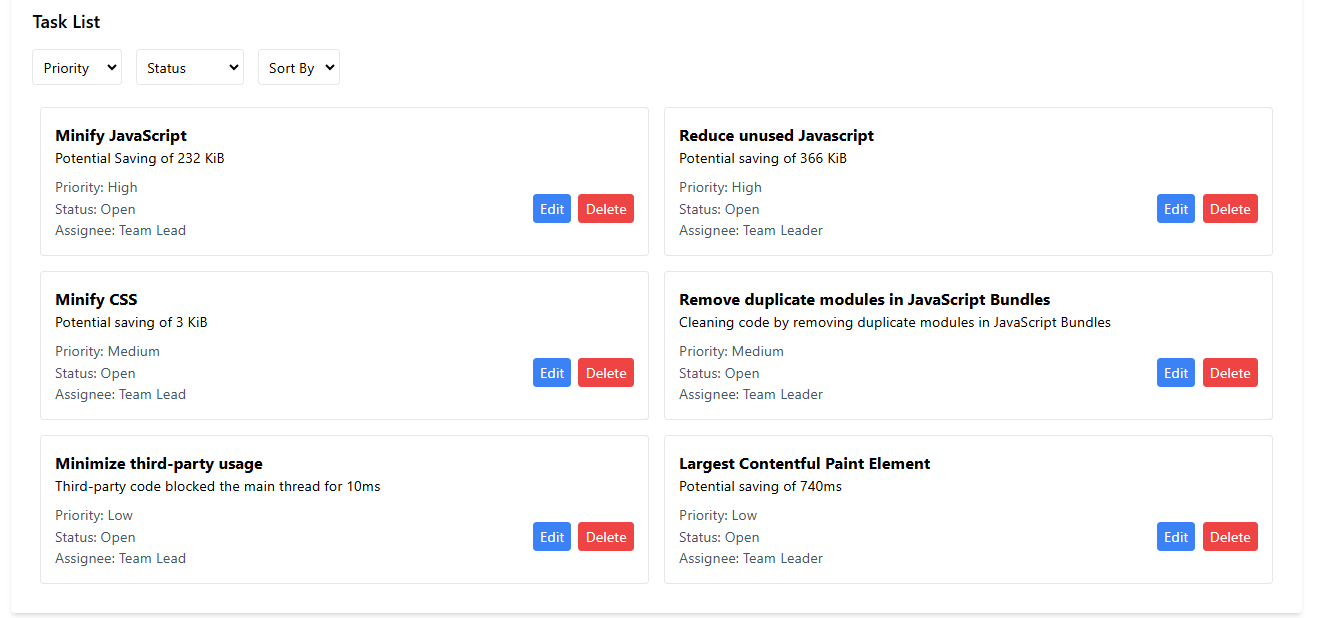 Task List
Priority
Status
Sort By
Minify JavaScript
Potential Saving of 232 KiB
Priority: High
Status: Open
Assignee: Team Lead
Edit
Delete
Reduce unused Javascript
Potential saving of 366 KiB
Priority: High
Status: Open
Assignee: Team Leader
Edit
Delete
Minify CSS
Potential saving of 3 KiB
Priority: Medium
Status: Open
Assignee: Team Lead
Edit
Delete
Remove duplicate modules in JavaScript Bundles
Cleaning code by removing duplicate modules in JavaScript Bundles
Priority: Medium
Status: Open
Assignee: Team Leader
Edit
Delete
Minimize third-party usage
Third-party code blocked the main thread for 10ms
Priority: Low
Status: Open
Assignee: Team Lead
Edit
Delete
Largest Contentful Paint Element
Potential saving of 740ms
Priority: Low
Status: Open
Assignee: Team Leader
Edit
Delete